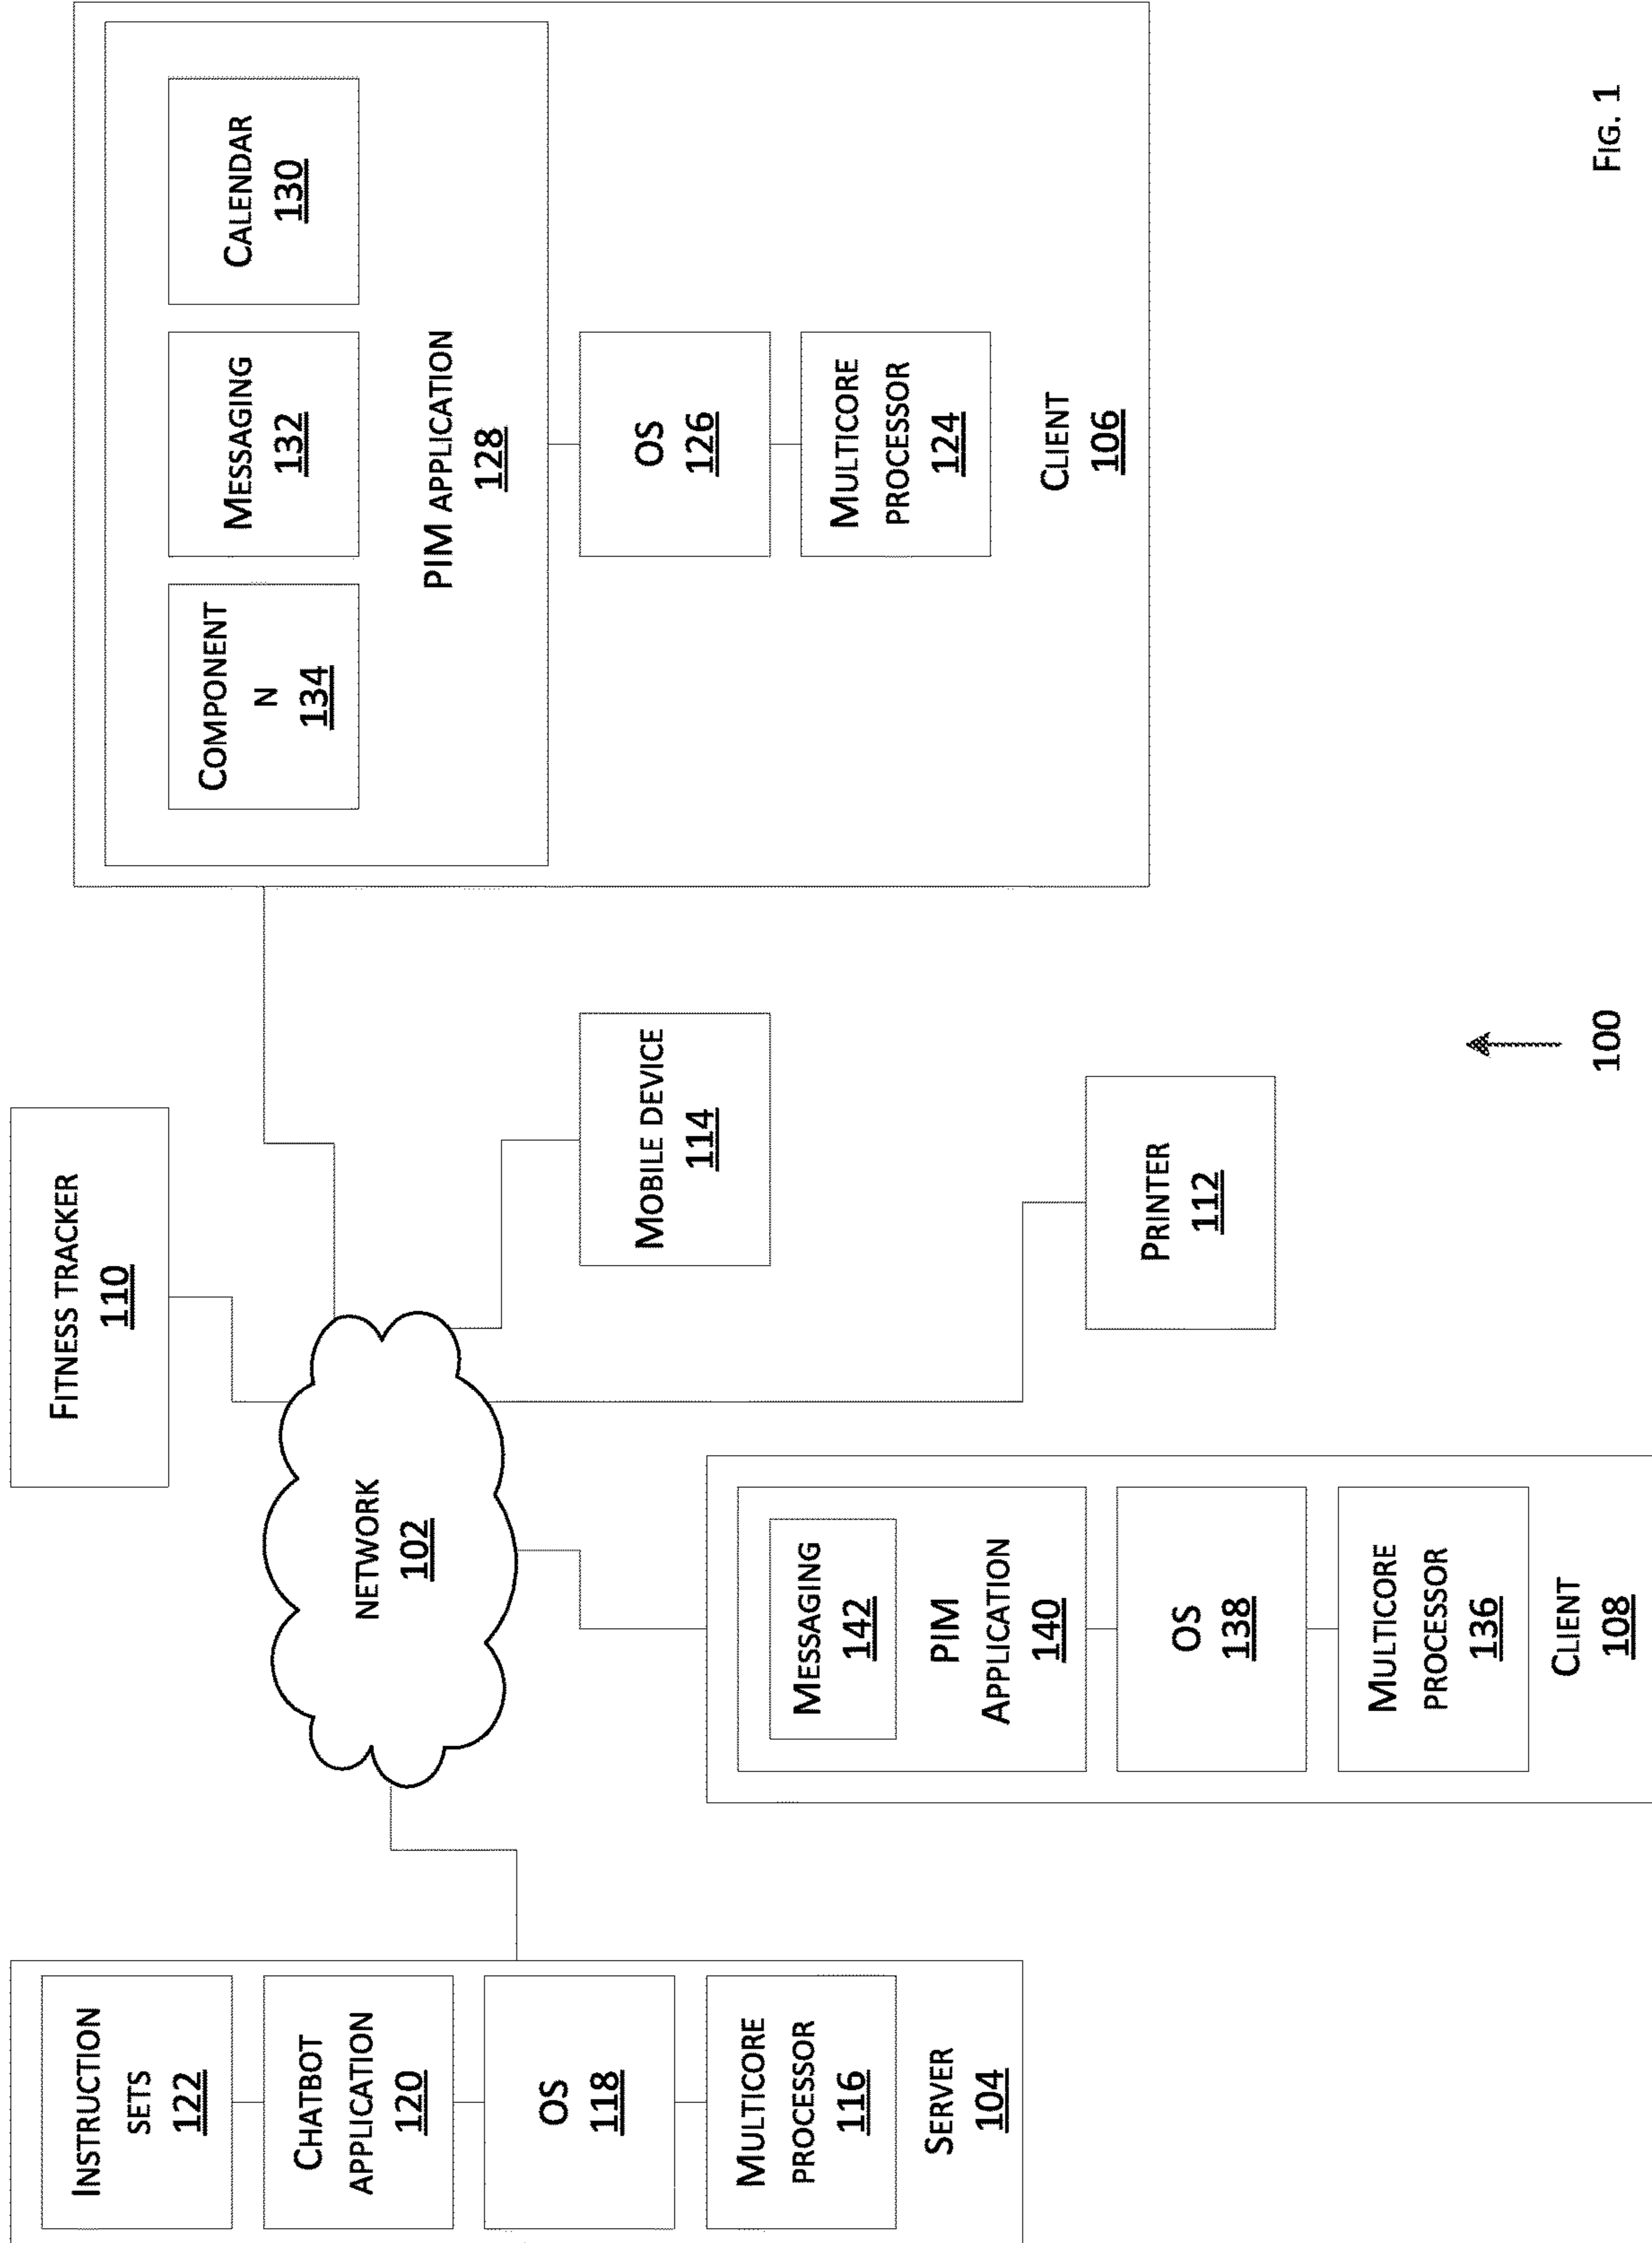 INSTRUCTION
SETS
122
CHATBOT
APPLICATION
120
OS
118
MULTICORE
PROCESSOR
116
SERVER
104
NETWORK
102
FITNESS TRACKER
110
MESSAGING
142
PIM
APPLICATION
140
OS
138
MULTICORE
PROCESSOR
136
CLIENT
108
MOBILE DEVICE
114
PRINTER
112
COMPONENT
N
134
MESSAGING
132
CALENDAR
130
PIM APPLICATION
128
OS
126
MULTICORE
PROCESSOR
124
CLIENT
106
100
FIG. 1